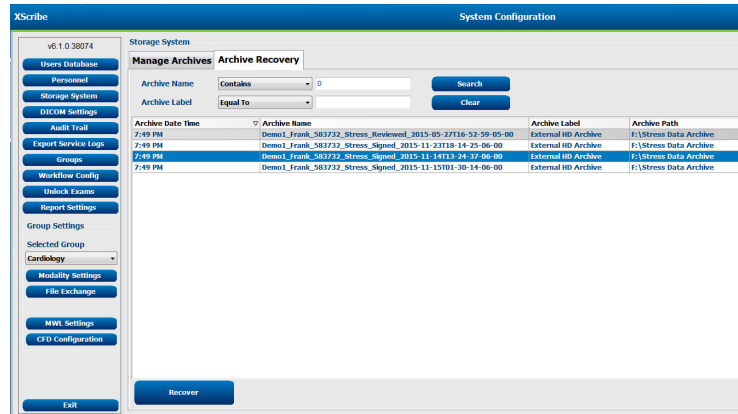 XScribe
System Configuration
v6.1.0.38074
Users Database
Personnel
Storage System
DICOM Settings
Audit Trail
Export Service Logs
Groups
Workflow Config
Unlock Exams
Report Settings
Group Settings
Selected Group
Cardiology
Modality Settings
File Exchange
MWL Settings
CFD Configuration
Exit
Storage System
Manage Archives Archive Recovery
Archive Name Contains D Search
Archive Label Equal To Clear
Archive Date Time Archive Name Archive Label Archive Path
7:49 PM Demo1_Frank_583732_Stress_Reviewed_2015-05-27T16-52-59-05-00 External HD Archive F:\Stress Data Archive
7:49 PM Demo1_Frank_583732_Stress_Signed_2015-11-23T18-14-25-06-00 External HD Archive F:\Stress Data Archive
7:49 PM Demo1_Frank_583732_Stress_Signed_2015-11-14T13-24-37-06-00 External HD Archive F:\Stress Data Archive
7:49 PM Demo1_Frank_583732_Stress_Signed_2015-11-15T01-30-14-06-00 External HD Archive F:\Stress Data Archive
Recover